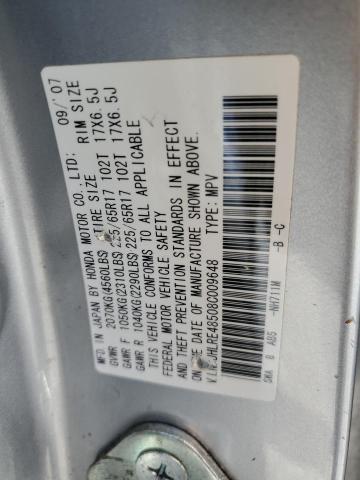 MFD. IN JAPAN BY HONDA MOTOR CO., LTD: 09/'07
TIRE SIZE RIM SIZE
GVWR 2070KG(4560LBS)
GAWR F 1050KG(2310LBS) 225/65R17 102T 17X6.5J
GAWR R 1040KG(2290LBS) 225/65R17 102T 17X6.5J
THIS VEHICLE CONFORMS TO ALL APPLICABLE
FEDERAL MOTOR VEHICLE SAFETY
AND THEFT PREVENTION STANDARDS IN EFFECT
ON THE DATE OF MANUFACTURE SHOWN ABOVE.
V.I.N: JHLRE48508C009648 TYPE: MPV
SWA B AB5 -NH711M -B -C